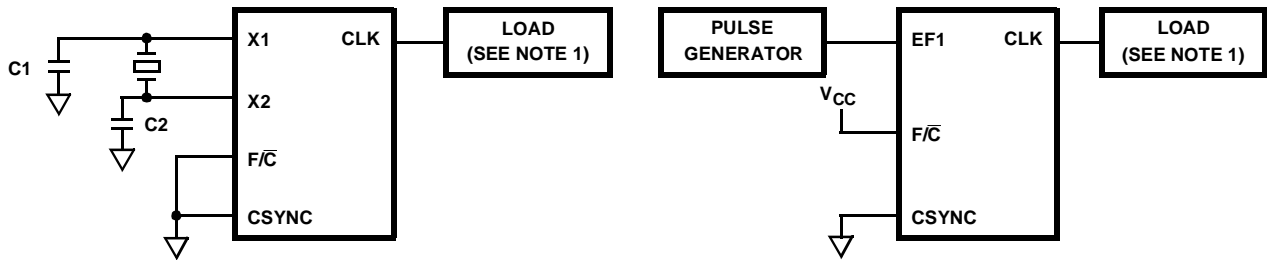 C1
C2
X1
X2
F/C̅
CSYNC
CLK
LOAD
(SEE NOTE 1)
PULSE
GENERATOR
VCC
EF1
F/C̅
CSYNC
CLK
LOAD
(SEE NOTE 1)